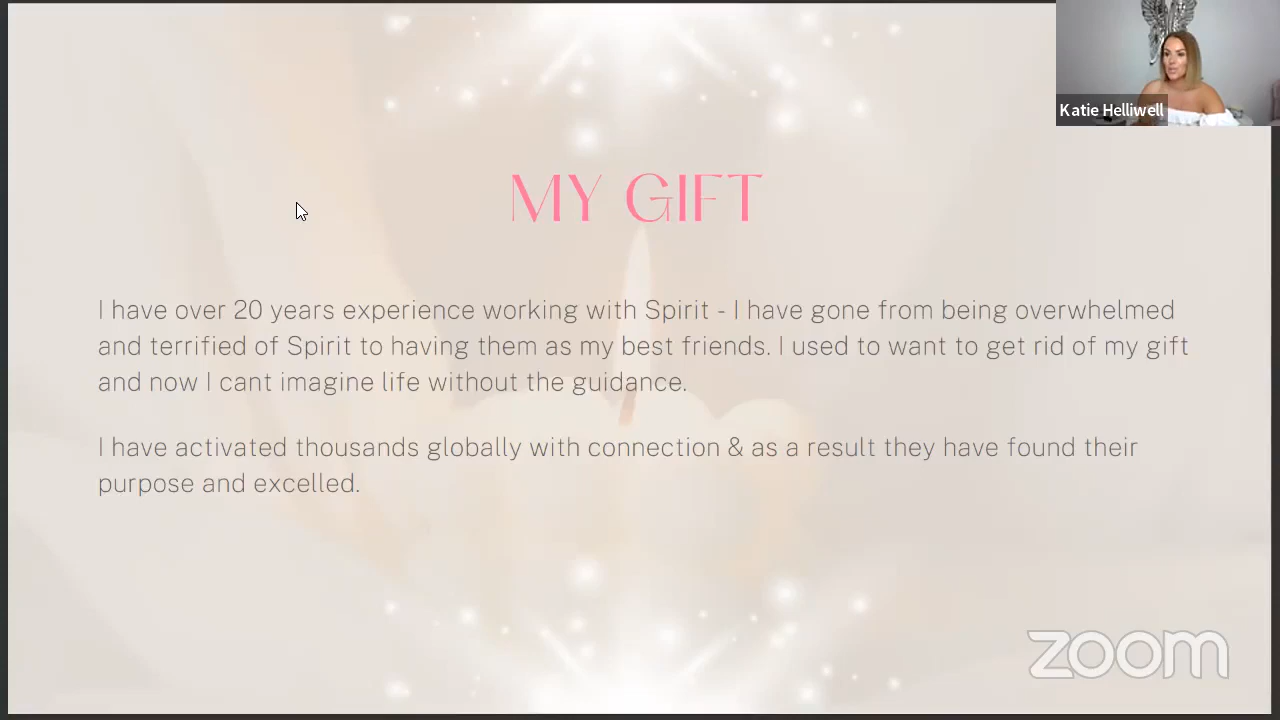 Katie Helliwell
MY GIFT
I have over 20 years experience working with Spirit - I have gone from being overwhelmed
and terrified of Spirit to having them as my best friends. I used to want to get rid of my gift
and now I cant imagine life without the guidance.
I have activated thousands globally with connection & as a result they have found their
purpose and excelled.
zoom